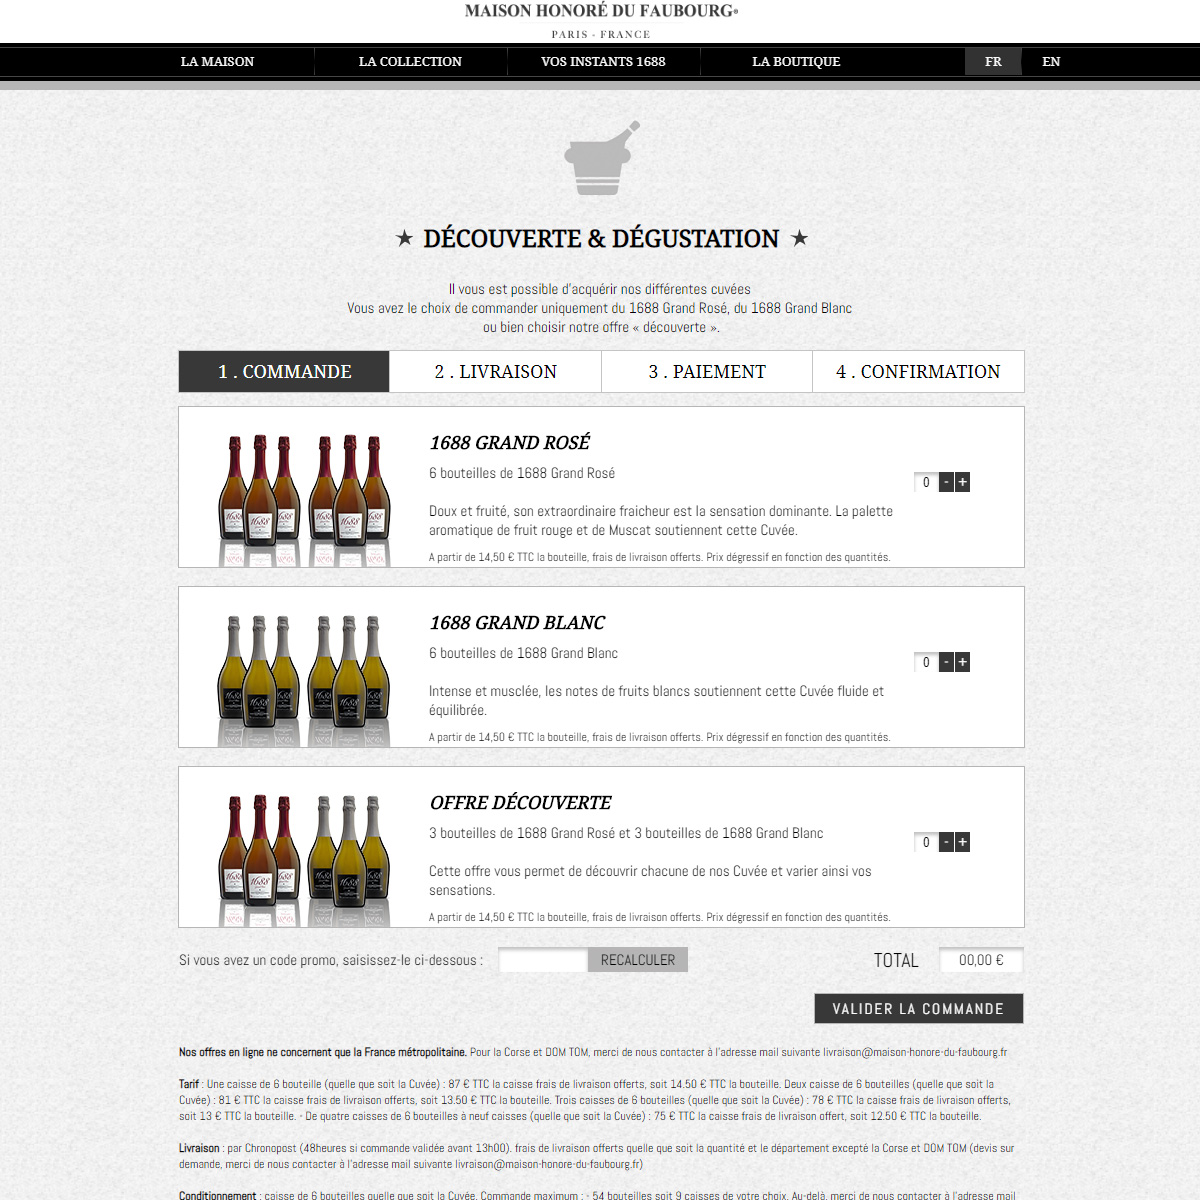 MAISON HONORÉ DU FAUBOURG®
PARIS - FRANCE
LA MAISON
LA COLLECTION
VOS INSTANTS 1688
LA BOUTIQUE
FR
EN
★ DÉCOUVERTE & DÉGUSTATION ★
Il vous est possible d'acquérir nos différentes cuvées
Vous avez le choix de commander uniquement du 1688 Grand Rosé, du 1688 Grand Blanc
ou bien choisir notre offre « découverte ».
1 . COMMANDE
2 . LIVRAISON
3 . PAIEMENT
4 . CONFIRMATION
1688 GRAND ROSÉ
6 bouteilles de 1688 Grand Rosé
0 - +
Doux et fruité, son extraordinaire fraicheur est la sensation dominante. La palette
aromatique de fruit rouge et de Muscat soutiennent cette Cuvée.
A partir de 14,50 € TTC la bouteille, frais de livraison offerts. Prix dégressif en fonction des quantités.
1688 GRAND BLANC
6 bouteilles de 1688 Grand Blanc
0 - +
Intense et musclée, les notes de fruits blancs soutiennent cette Cuvée fluide et
équilibrée.
A partir de 14,50 € TTC la bouteille, frais de livraison offerts. Prix dégressif en fonction des quantités.
OFFRE DÉCOUVERTE
3 bouteilles de 1688 Grand Rosé et 3 bouteilles de 1688 Grand Blanc
0 - +
Cette offre vous permet de découvrir chacune de nos Cuvée et varier ainsi vos
sensations.
A partir de 14,50 € TTC la bouteille, frais de livraison offerts. Prix dégressif en fonction des quantités.
Si vous avez un code promo, saisissez-le ci-dessous :
RECALCULER
TOTAL
00,00 €
VALIDER LA COMMANDE
Nos offres en ligne ne concernent que la France métropolitaine. Pour la Corse et DOM TOM, merci de nous contacter à l'adresse mail suivante livraison@maison-honore-du-faubourg.fr
Tarif : Une caisse de 6 bouteille (quelle que soit la Cuvée) : 87 € TTC la caisse frais de livraison offerts, soit 14.50 € TTC la bouteille. Deux caisse de 6 bouteilles (quelle que soit la
Cuvée) : 81 € TTC la caisse frais de livraison offerts, soit 13.50 € TTC la bouteille. Trois caisses de 6 bouteilles (quelle que soit la Cuvée) : 78 € TTC la caisse frais de livraison offerts,
soit 13 € TTC la bouteille. - De quatre caisses de 6 bouteilles à neuf caisses (quelle que soit la Cuvée) : 75 € TTC la caisse frais de livraison offert, soit 12.50 € TTC la bouteille.
Livraison : par Chronopost (48heures si commande validée avant 13h00). frais de livraison offerts quelle que soit la quantité et le département excepté la Corse et DOM TOM (devis sur
demande, merci de nous contacter à l'adresse mail suivante livraison@maison-honore-du-faubourg.fr)
Conditionnement : caisse de 6 bouteilles quelle que soit la Cuvée. Commande maximum : - 54 bouteilles soit 9 caisses de votre choix. Au-delà, merci de nous contacter à l'adresse mail